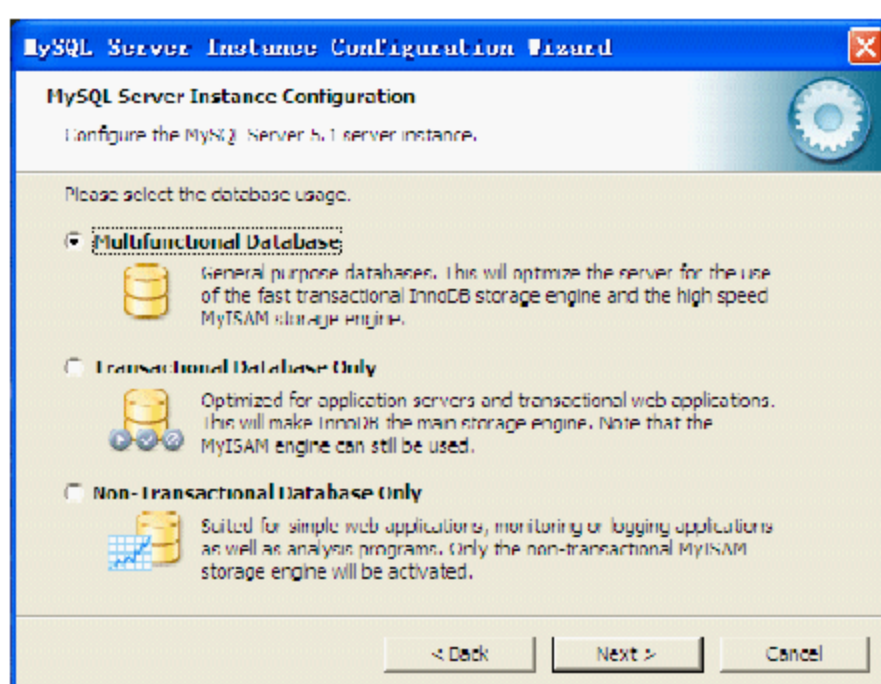 MySQL Server Instance Configuration Wizard
MySQL Server Instance Configuration
Configure the MySQL Server 5.1 server instance.
Please select the database usage.
Multifunctional Database
General purpose databases. This will optimize the server for the use
of the fast transactional InnoDB storage engine and the high speed
MyISAM storage engine.
Transactional Database Only
Optimized for application servers and transactional web applications.
This will make InnoDB the main storage engine. Note that the
MyISAM engine can still be used.
Non-Transactional Database Only
Suited for simple web applications, monitoring or logging applications
as well as analysis programs. Only the non-transactional MyISAM
storage engine will be activated.
< Back
Next >
Cancel